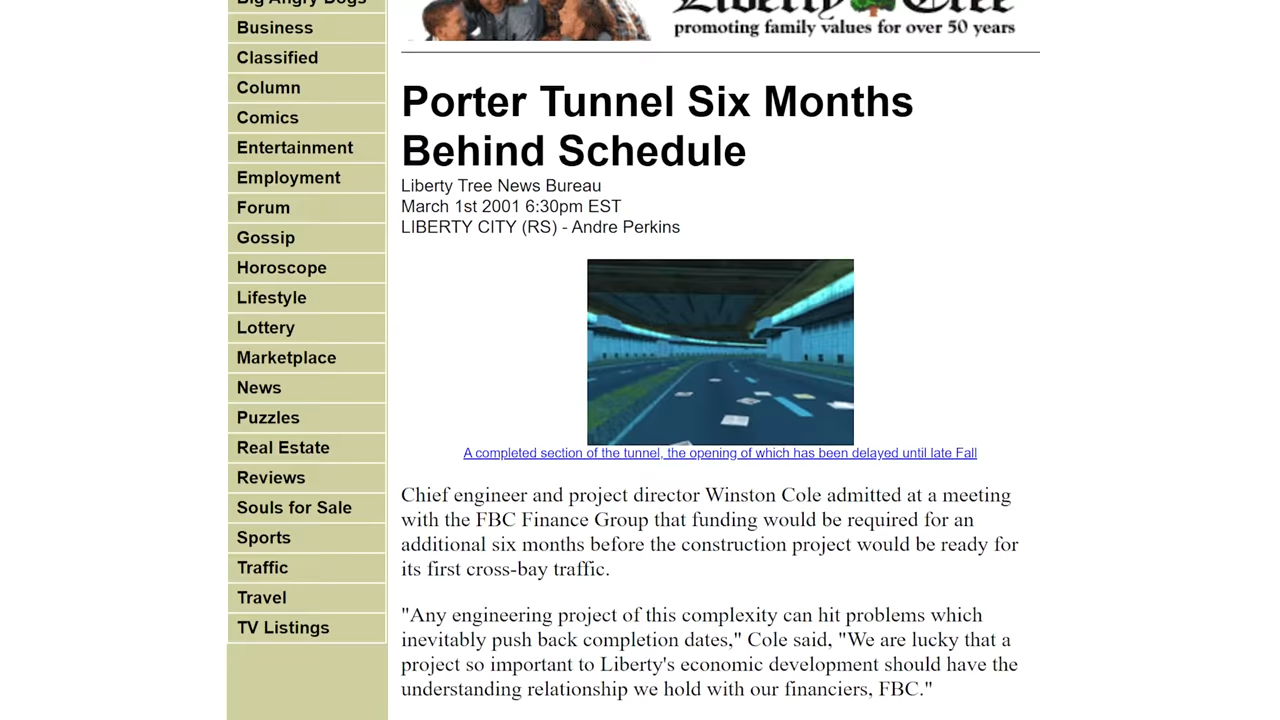 Big Angry Dogs
Liberty Tree
promoting family values for over 50 years
Business
Classified
Column
Comics
Entertainment
Employment
Forum
Gossip
Horoscope
Lifestyle
Lottery
Marketplace
News
Puzzles
Real Estate
Reviews
Souls for Sale
Sports
Traffic
Travel
TV Listings
Porter Tunnel Six Months
Behind Schedule
Liberty Tree News Bureau
March 1st 2001 6:30pm EST
LIBERTY CITY (RS) - Andre Perkins
A completed section of the tunnel, the opening of which has been delayed until late Fall
Chief engineer and project director Winston Cole admitted at a meeting
with the FBC Finance Group that funding would be required for an
additional six months before the construction project would be ready for
its first cross-bay traffic.
"Any engineering project of this complexity can hit problems which
inevitably push back completion dates," Cole said, "We are lucky that a
project so important to Liberty's economic development should have the
understanding relationship we hold with our financiers, FBC."